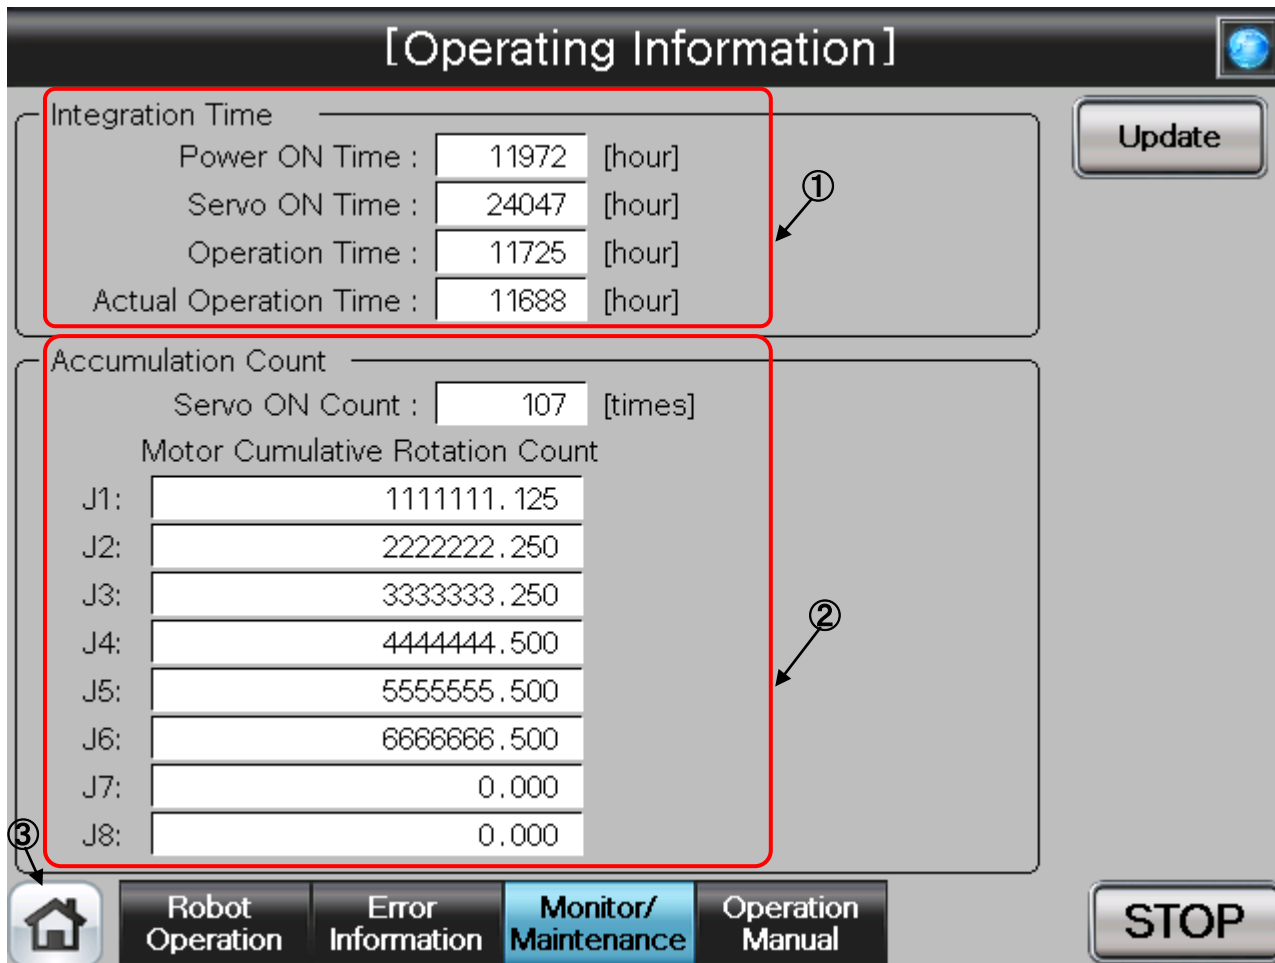 [Operating Information]
Integration Time
Update
Power ON Time : 11972 [hour]
①
Servo ON Time : 24047 [hour]
Operation Time : 11725 [hour]
Actual Operation Time : 11688 [hour]
Accumulation Count
Servo ON Count : 107 [times]
Motor Cumulative Rotation Count
J1: 1111111.125
J2: 2222222.250
J3: 3333333.250
②
J4: 4444444.500
J5: 5555555.500
J6: 6666666.500
J7: 0.000
③
J8: 0.000
Robot
Operation
Error
Information
Monitor/
Maintenance
Operation
Manual
STOP